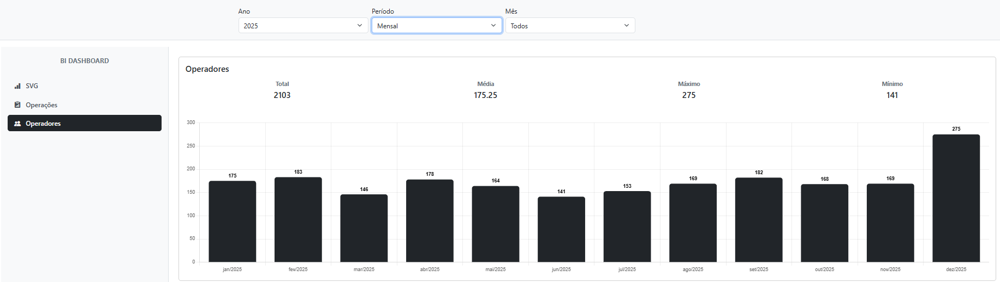 Ano Período Mês
2025 Mensal Todos
BI DASHBOARD
SVG
Operações
Operadores
Operadores
Total Média Máximo Mínimo
2103 175.25 275 141
300
250
200
150
100
50
0
175 183 146 178 164 141 153 169 182 168 169 275
jan/2025 fev/2025 mar/2025 abr/2025 mai/2025 jun/2025 jul/2025 ago/2025 set/2025 out/2025 nov/2025 dez/2025